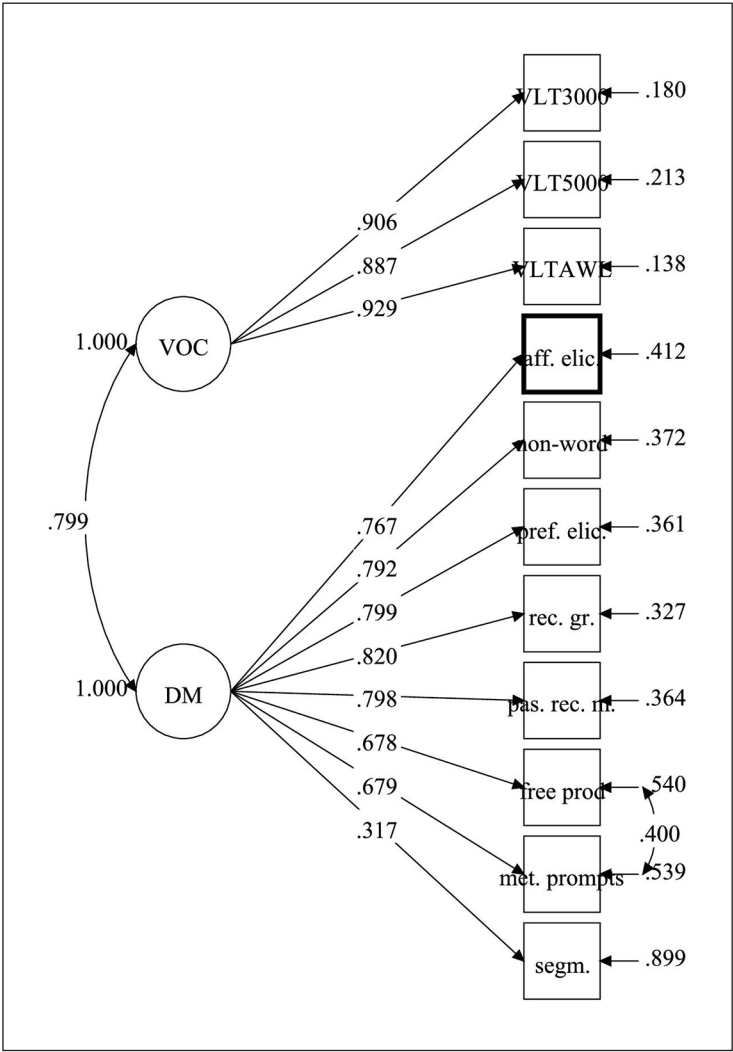 VLT3000 .180
VLT5000 .213
.906
.887
VLTAWL .138
.929
1.000 VOC
aff. elic. .412
non-word .372
.799
.767
pref. elic. .361
.792
.799
rec. gr. .327
.820
1.000 DM
.798
pas. rec. m. .364
.678
free prod .540
.679
.317
.400
met. prompts .539
segm. .899